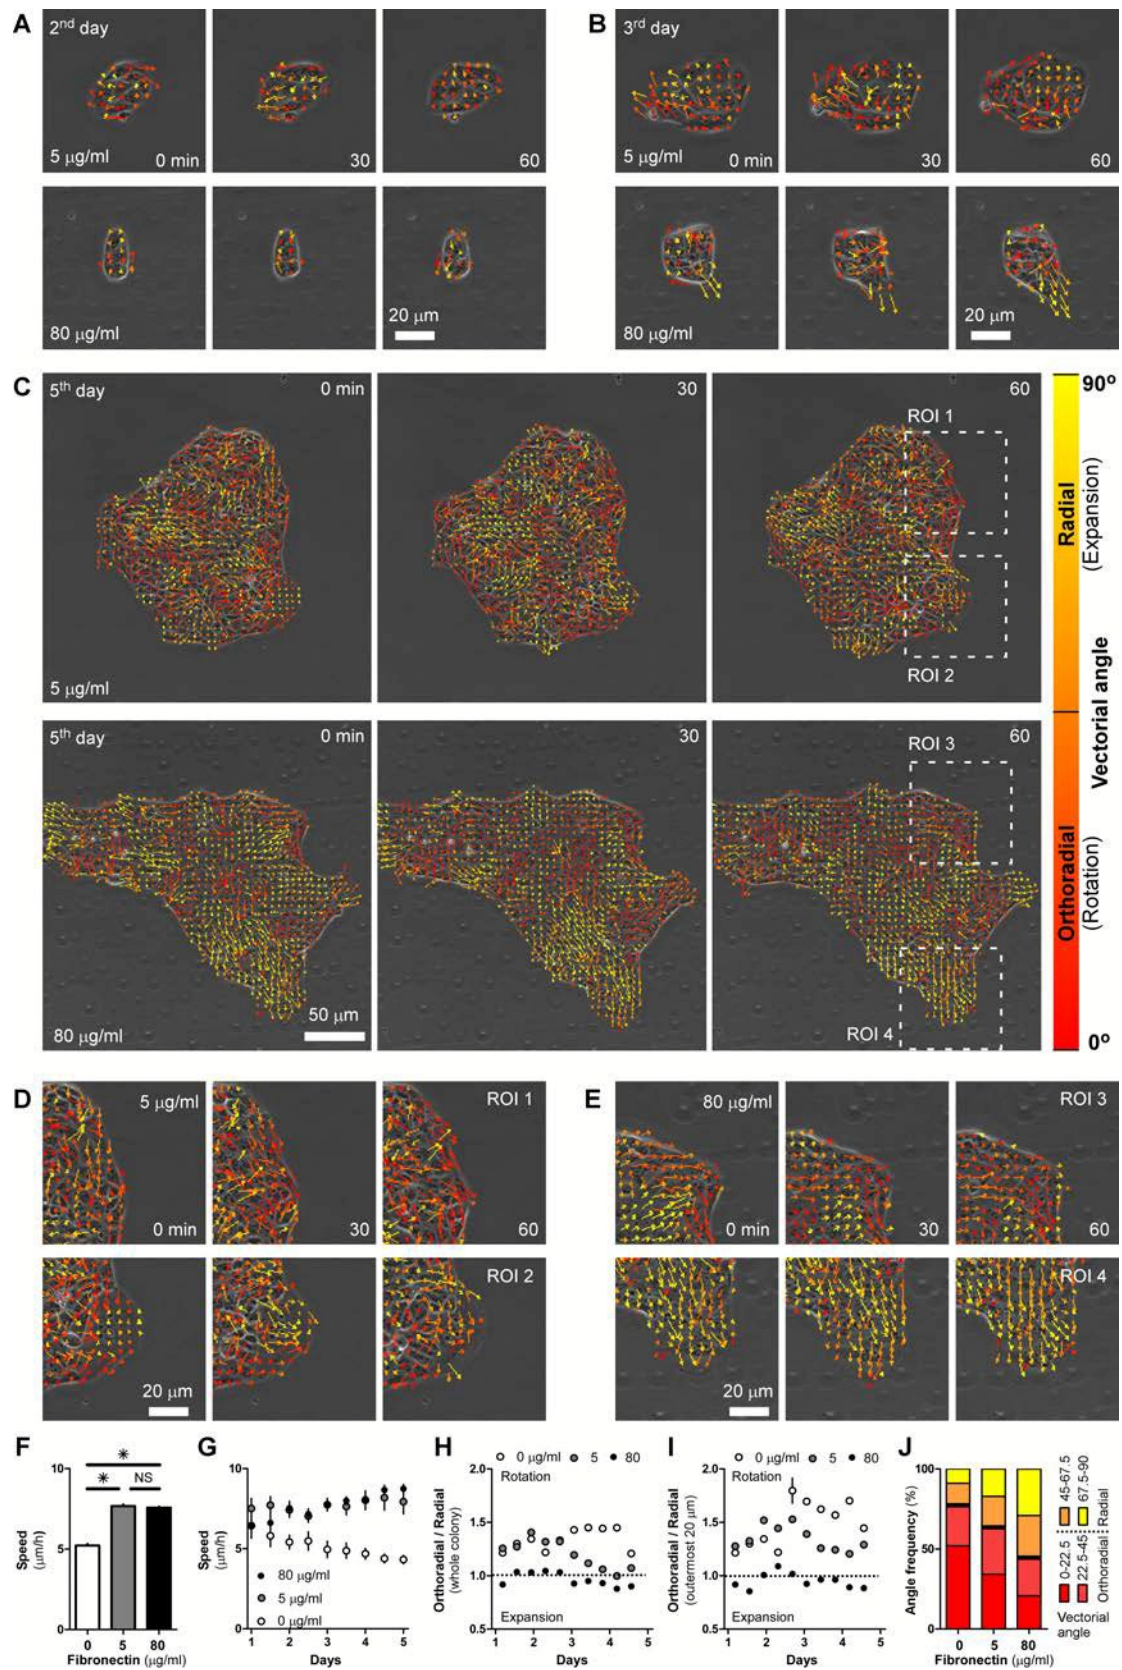 A
2nd day
5 μg/ml
0 min
30
60
80 μg/ml
20 μm
B
3rd day
5 μg/ml
0 min
30
60
80 μg/ml
20 μm
C
5th day
0 min
30
60
ROI 1
ROI 2
5 μg/ml
5th day
0 min
30
60
ROI 3
ROI 4
50 μm
80 μg/ml
90o
Radial
(Expansion)
Vectorial angle
Orthoradial
(Rotation)
0o
D
5 μg/ml
ROI 1
0 min
30
60
ROI 2
20 μm
E
80 μg/ml
ROI 3
0 min
30
60
ROI 4
20 μm
F
* 
* NS
10
5
0
Speed
(μm/h)
0 5 80
Fibronectin (μg/ml)
G
10
5
0
Speed
(μm/h)
80 μg/ml
5 μg/ml
0 μg/ml
1 2 3 4 5
Days
H
0 μg/ml 5 80
2.0
1.5
1.0
0.5
Rotation
Expansion
Orthoradial / Radial
(whole colony)
1 2 3 4 5
Days
I
0 μg/ml 5 80
2.0
1.5
1.0
0.5
Rotation
Expansion
Orthoradial / Radial
(outermost 20 μm)
1 2 3 4 5
Days
J
100
50
0
Angle frequency (%)
0 5 80
Fibronectin (μg/ml)
45-67.5
67.5-90
Radial
0-22.5
22.5-45
Orthoradial
Vectorial
angle